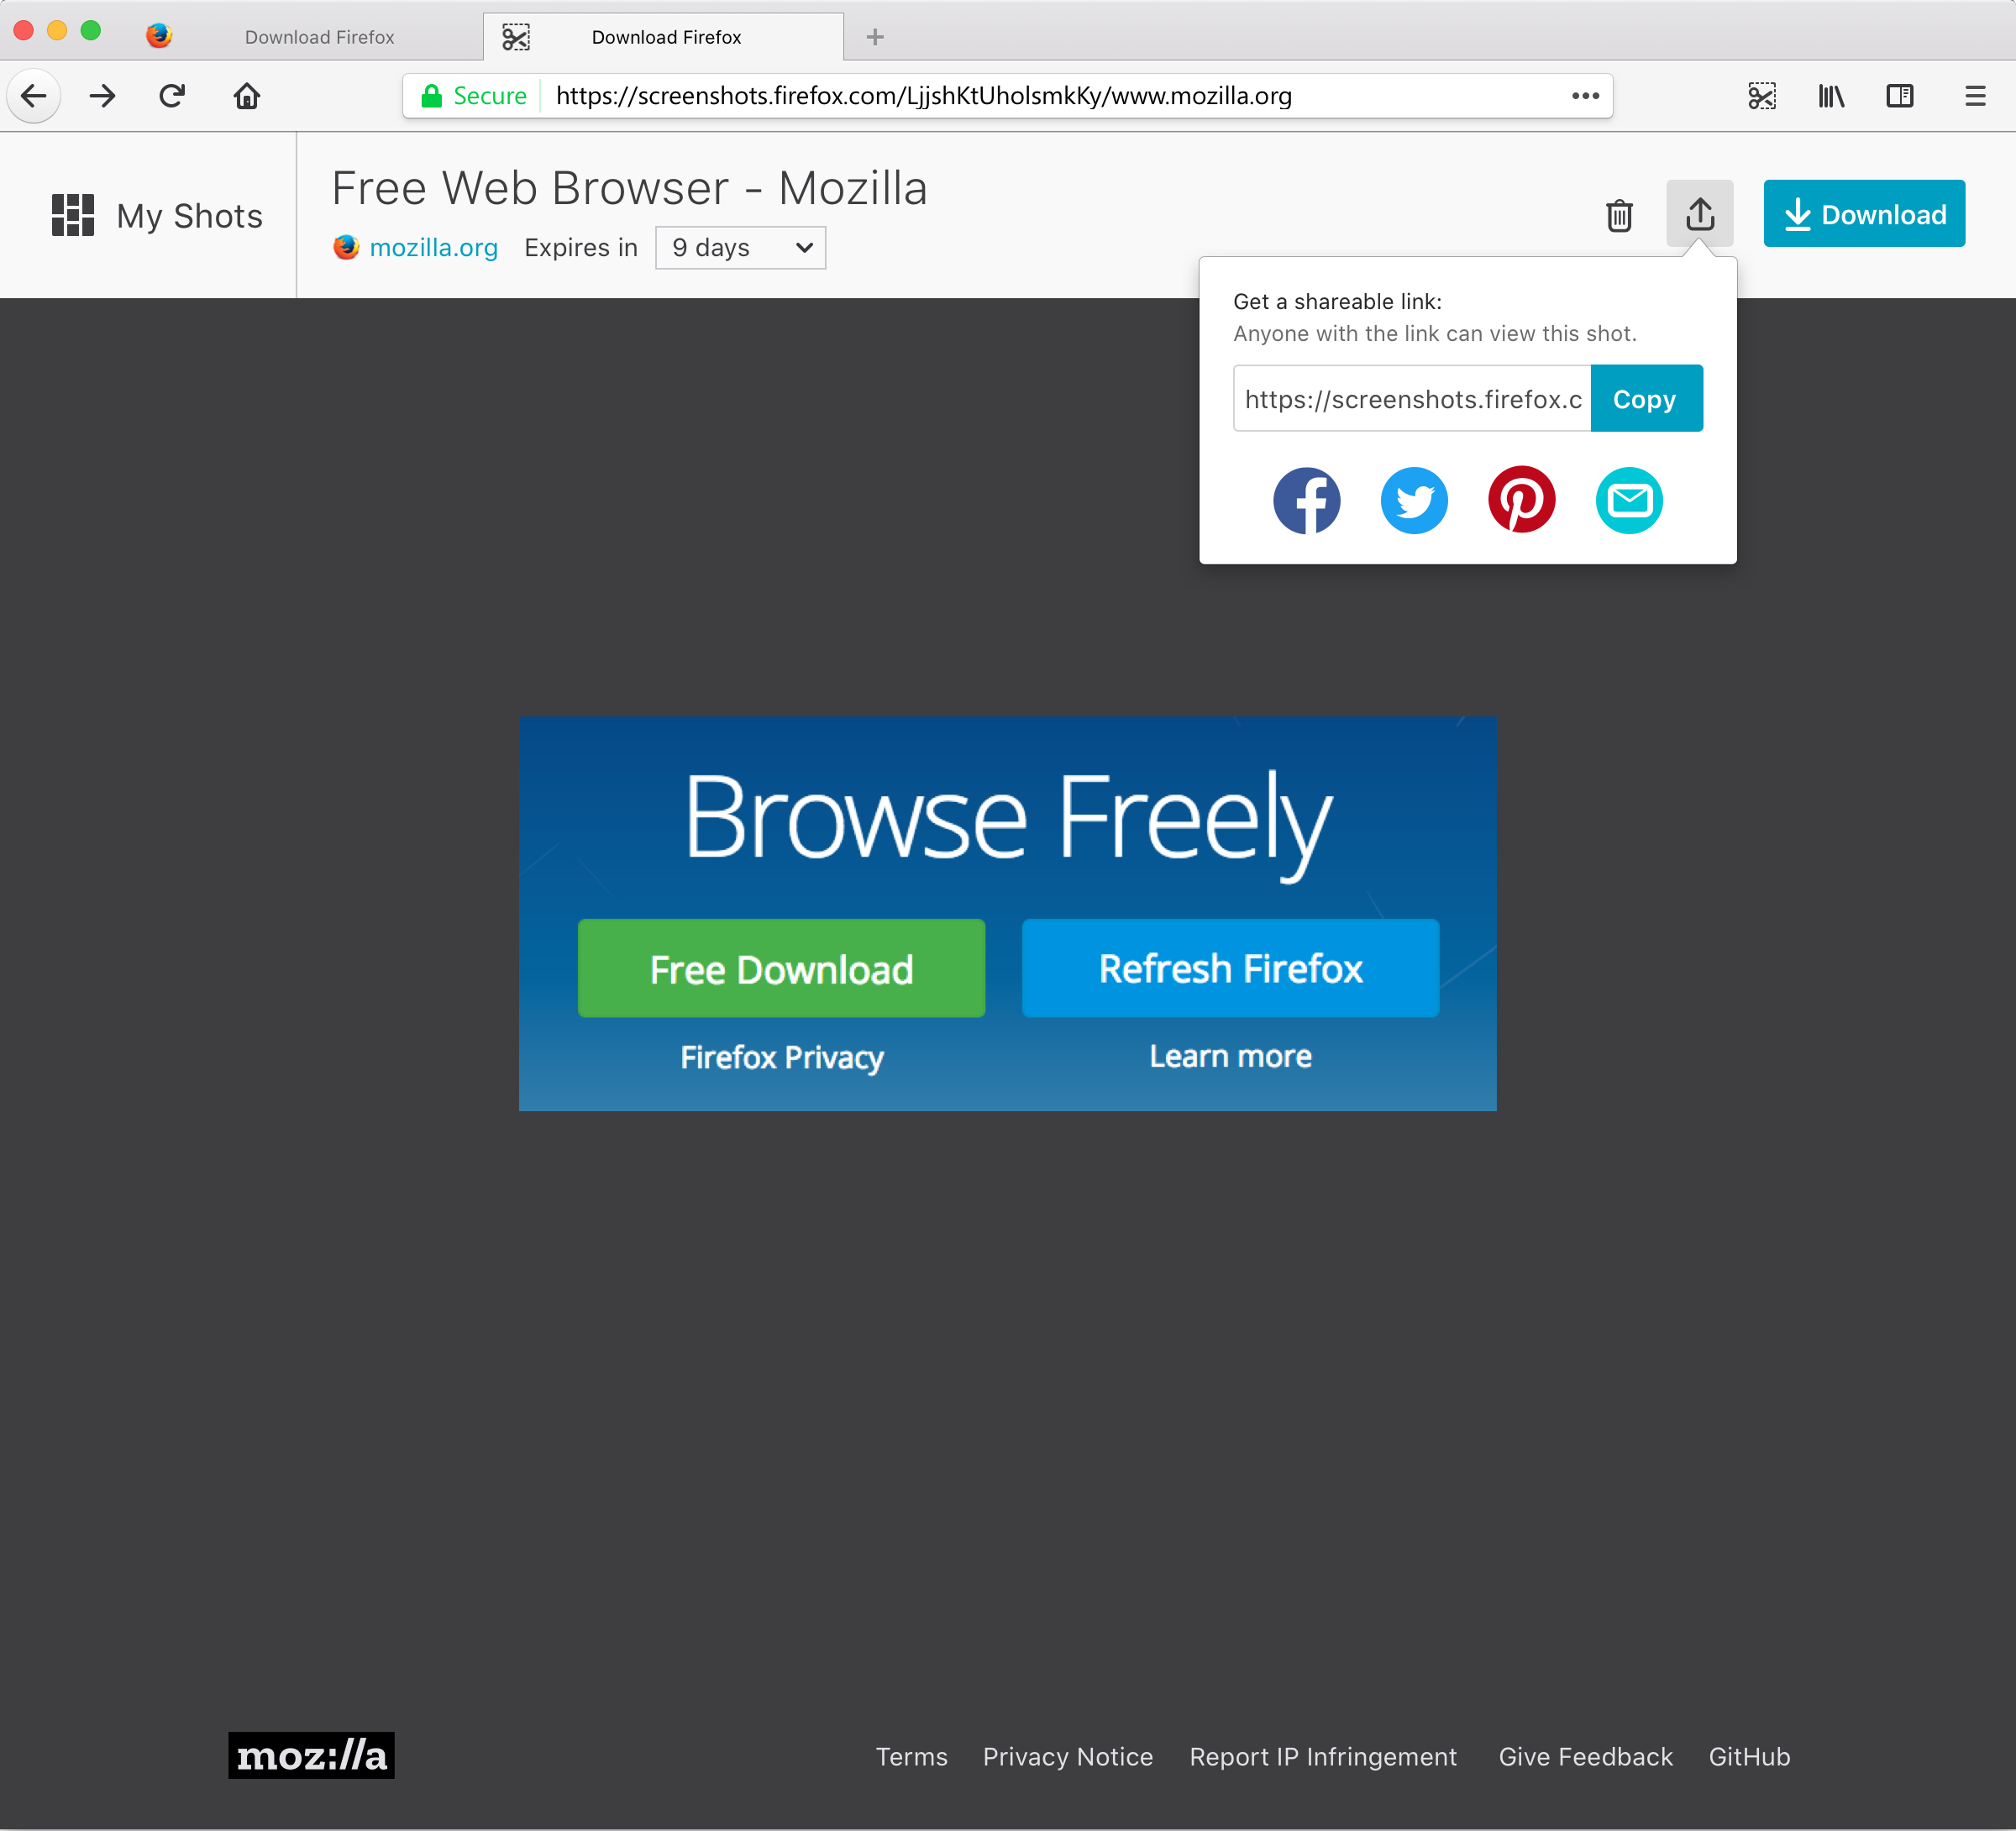 Download Firefox
Download Firefox
Secure
https://screenshots.firefox.com/LjjshKtUholsmkKy/www.mozilla.org
My Shots
Free Web Browser - Mozilla
mozilla.org Expires in 9 days
Download
Get a shareable link:
Anyone with the link can view this shot.
https://screenshots.firefox.c
Copy
Browse Freely
Free Download
Refresh Firefox
Firefox Privacy
Learn more
moz://a
Terms Privacy Notice Report IP Infringement Give Feedback GitHub